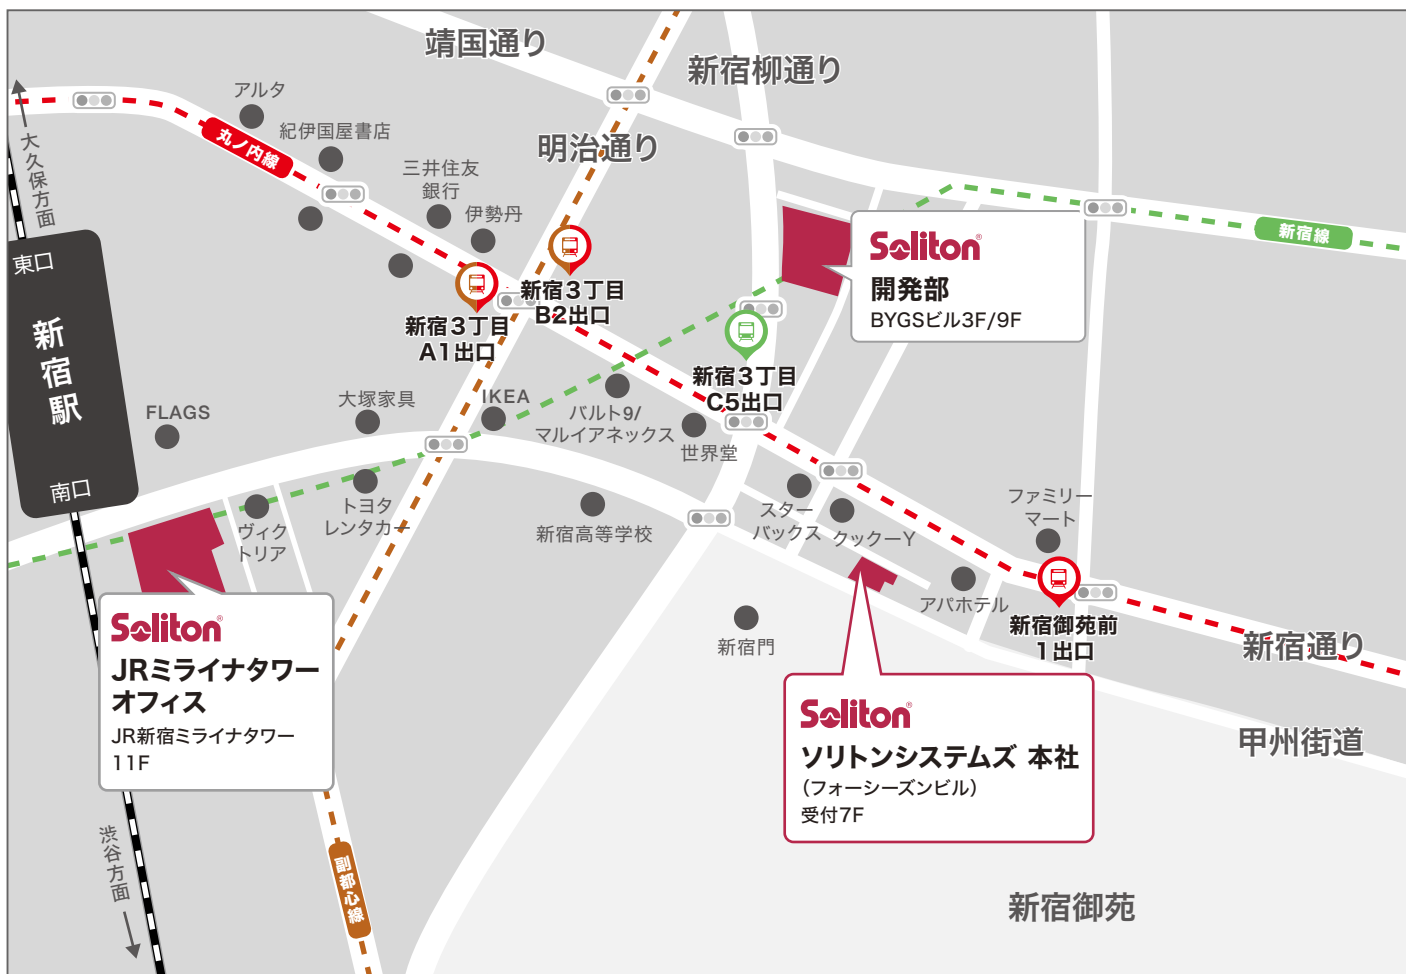 靖国通り
新宿柳通り
アルタ
大久保方面
丸ノ内線
紀伊国屋書店
明治通り
三井住友
銀行
伊勢丹
新宿線
Soliton®
開発部
BYGSビル3F/9F
東口
新宿駅
南口
新宿3丁目
B2出口
新宿3丁目
A1出口
新宿3丁目
C5出口
FLAGS
大塚家具
IKEA
バルト9/
マルイアネックス
世界堂
トヨタ
レンタカー
ヴィク
トリア
新宿高等学校
スター
バックス
クックーY
ファミリー
マート
アパホテル
新宿御苑前
1出口
新宿門
新宿通り
甲州街道
Soliton®
JRミライナタワー
オフィス
JR新宿ミライナタワー
11F
Soliton®
ソリトンシステムズ 本社
(フォーシーズンビル)
受付7F
渋谷方面
副都心線
新宿御苑